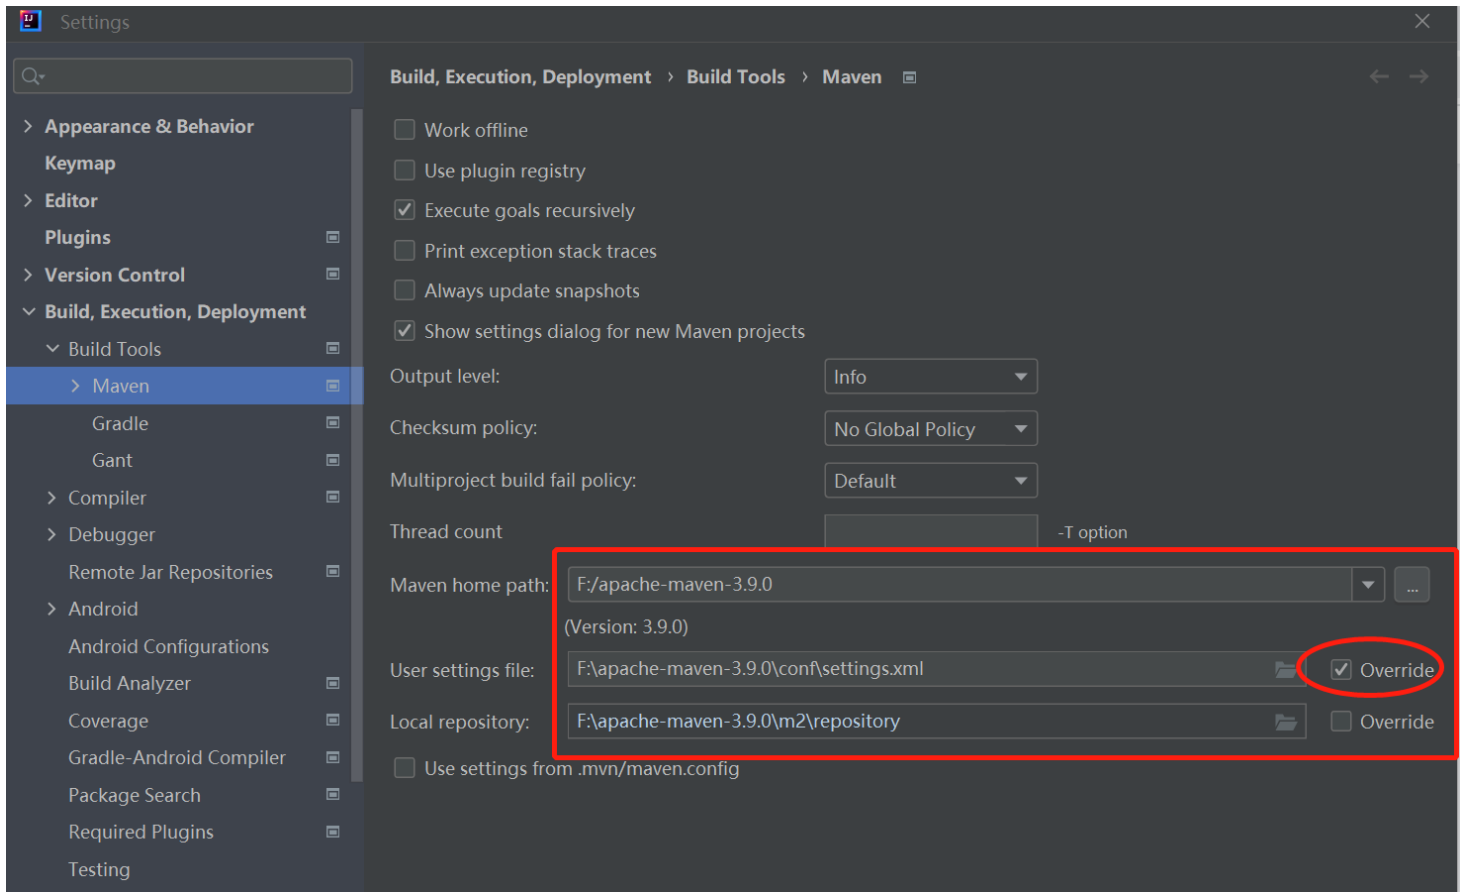 Settings
Build, Execution, Deployment › Build Tools › Maven
Appearance & Behavior
Keymap
Editor
Plugins
Version Control
Build, Execution, Deployment
Build Tools
Maven
Gradle
Gant
Compiler
Debugger
Remote Jar Repositories
Android
Android Configurations
Build Analyzer
Coverage
Gradle-Android Compiler
Package Search
Required Plugins
Testing
Work offline
Use plugin registry
Execute goals recursively
Print exception stack traces
Always update snapshots
Show settings dialog for new Maven projects
Output level: Info
Checksum policy: No Global Policy
Multiproject build fail policy: Default
Thread count -T option
Maven home path: F:/apache-maven-3.9.0 ...
(Version: 3.9.0)
User settings file: F:\apache-maven-3.9.0\conf\settings.xml Override
Local repository: F:\apache-maven-3.9.0\m2\repository Override
Use settings from .mvn/maven.config